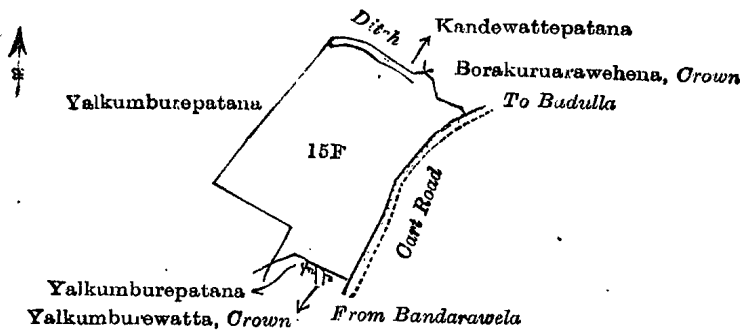 Ditch
Kandewattepatana
Borakuruarawehena, Crown
Yalkumburepatana
To Badulla
15F
Cart Road
Yalkumburepatana
Yalkumburewatta, Crown
From Bandarawela